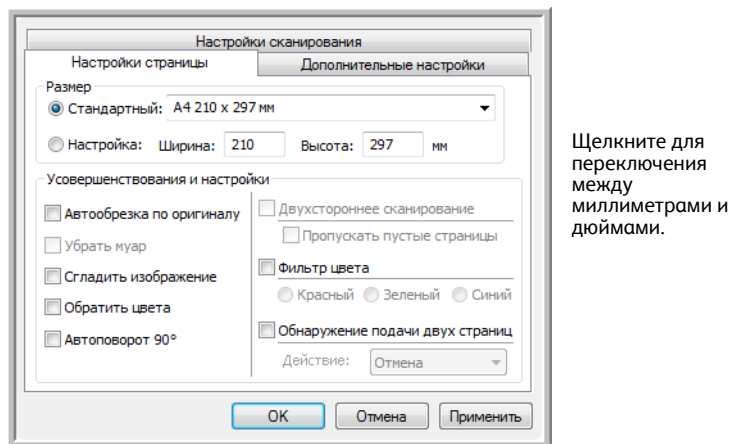 Настройки сканирования
Настройки страницы
Дополнительные настройки
Размер
Стандартный: A4 210 x 297 мм
Настройка: Ширина: 210 Высота: 297 мм
Щелкните для
переключения
между
миллиметрами и
дюймами.
Усовершенствования и настройки
Автообрезка по оригиналу
Убрать муар
Сгладить изображение
Обратить цвета
Автоповорот 90°
Двухстороннее сканирование
Пропускать пустые страницы
Фильтр цвета
Красный Зеленый Синий
Обнаружение подачи двух страниц
Действие: Отмена
OK Отмена Применить